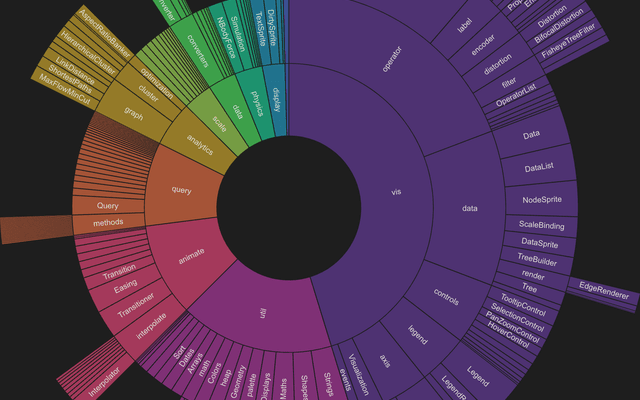 vis
operator
label
encoder
distortion
Distortion
BifocalDistortion
FisheyeTreeFilter
filter
OperatorList
data
Data
DataList
NodeSprite
ScaleBinding
DataSprite
TreeBuilder
render
EdgeRenderer
Tree
controls
TooltipControl
SelectionControl
PanZoomControl
HoverControl
legend
Legend
axis
Visualization
events
util
Strings
Shapes
Maths
palette
Geometry
heap
Colors
math
Arrays
Dates
Sort
animate
interpolate
Interpolator
Transitioner
Easing
Transition
query
methods
Query
analytics
graph
MaxFlowMinCut
ShortestPaths
LinkDistance
cluster
HierarchicalCluster
optimization
AspectRatioBanker
scale
data
converters
physics
NBodyForce
Simulation
display
TextSprite
DirtySprite